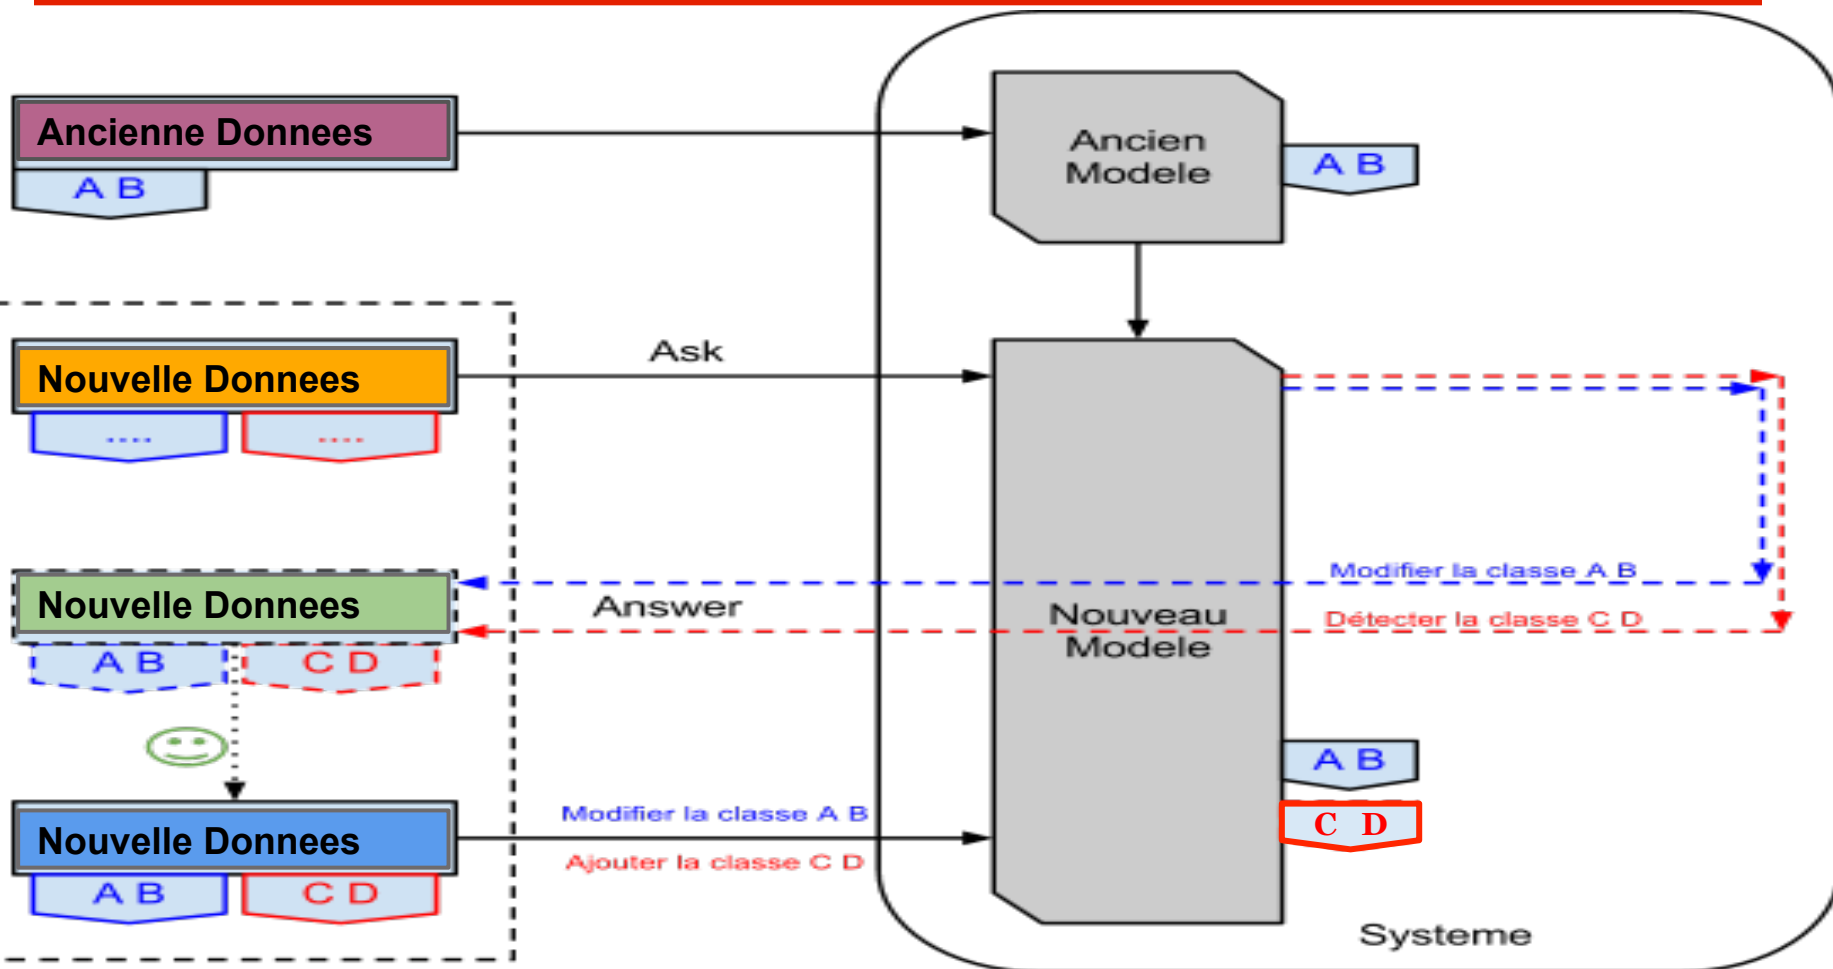 Ancienne Donnees
A B
Ancien
Modele
A B
Nouvelle Donnees
....
....
Ask
Nouvelle Donnees
A B
C D
Answer
Modifier la classe A B
Détecter la classe C D
Nouveau
Modele
A B
C D
Nouvelle Donnees
A B
C D
Modifier la classe A B
Ajouter la classe C D
Systeme